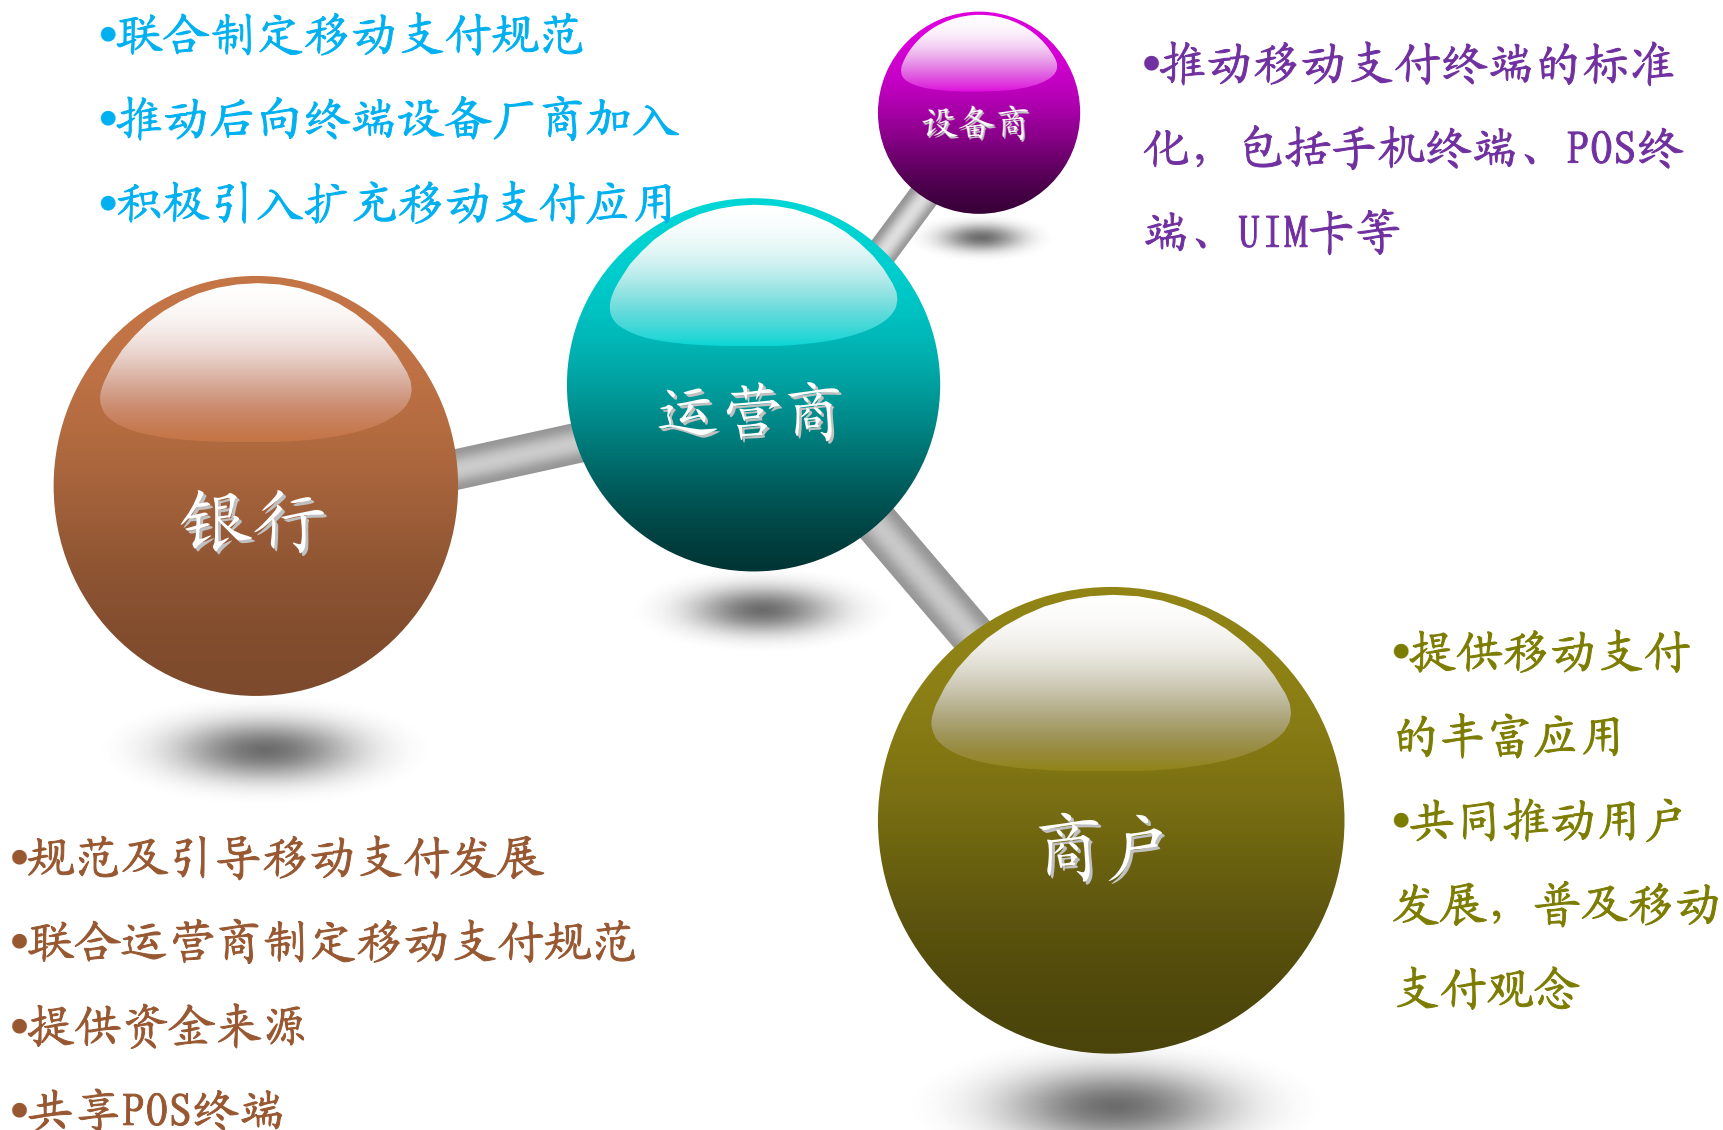 •联合制定移动支付规范
•推动后向终端设备厂商加入
•积极引入扩充移动支付应用
设备商
•推动移动支付终端的标准
化，包括手机终端、POS终
端、UIM卡等
运营商
银行
商户
•提供移动支付
的丰富应用
•共同推动用户
发展，普及移动
支付观念
•规范及引导移动支付发展
•联合运营商制定移动支付规范
•提供资金来源
•共享POS终端